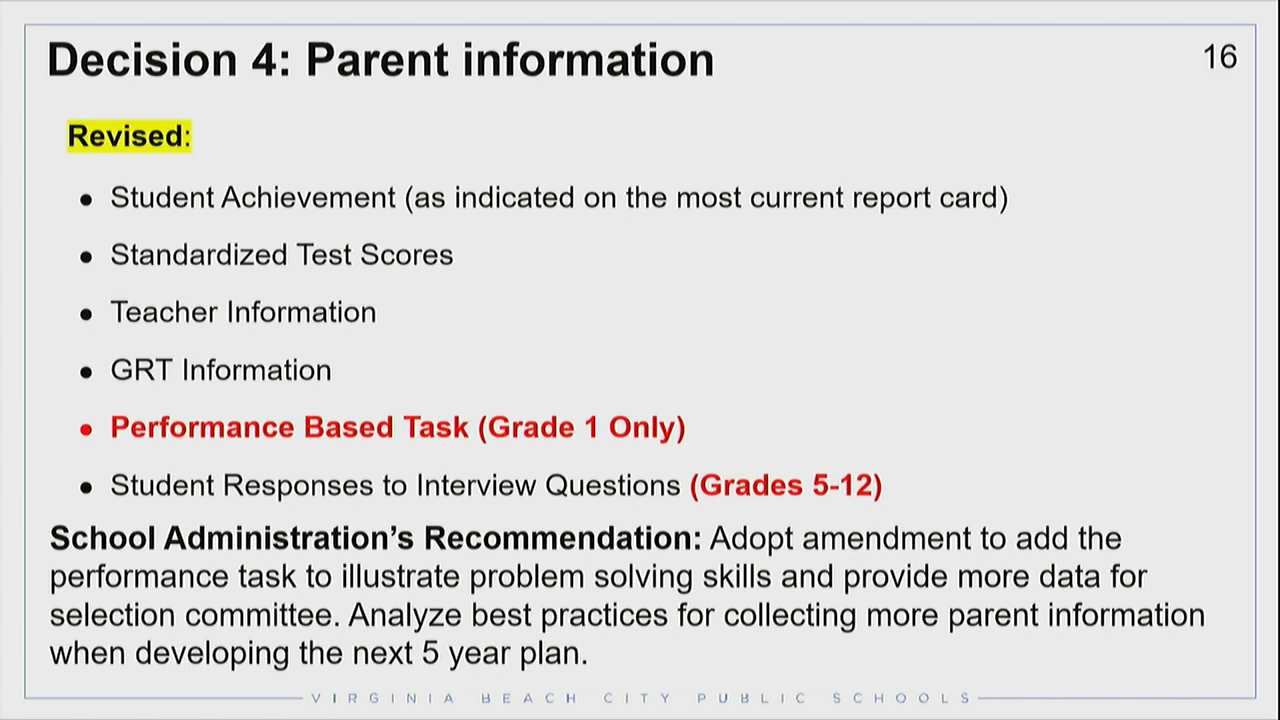 Decision 4: Parent information
16
Revised:
● Student Achievement (as indicated on the most current report card)
● Standardized Test Scores
● Teacher Information
● GRT Information
● Performance Based Task (Grade 1 Only)
● Student Responses to Interview Questions (Grades 5-12)
School Administration’s Recommendation: Adopt amendment to add the
performance task to illustrate problem solving skills and provide more data for
selection committee. Analyze best practices for collecting more parent information
when developing the next 5 year plan.
VIRGINIA BEACH CITY PUBLIC SCHOOLS